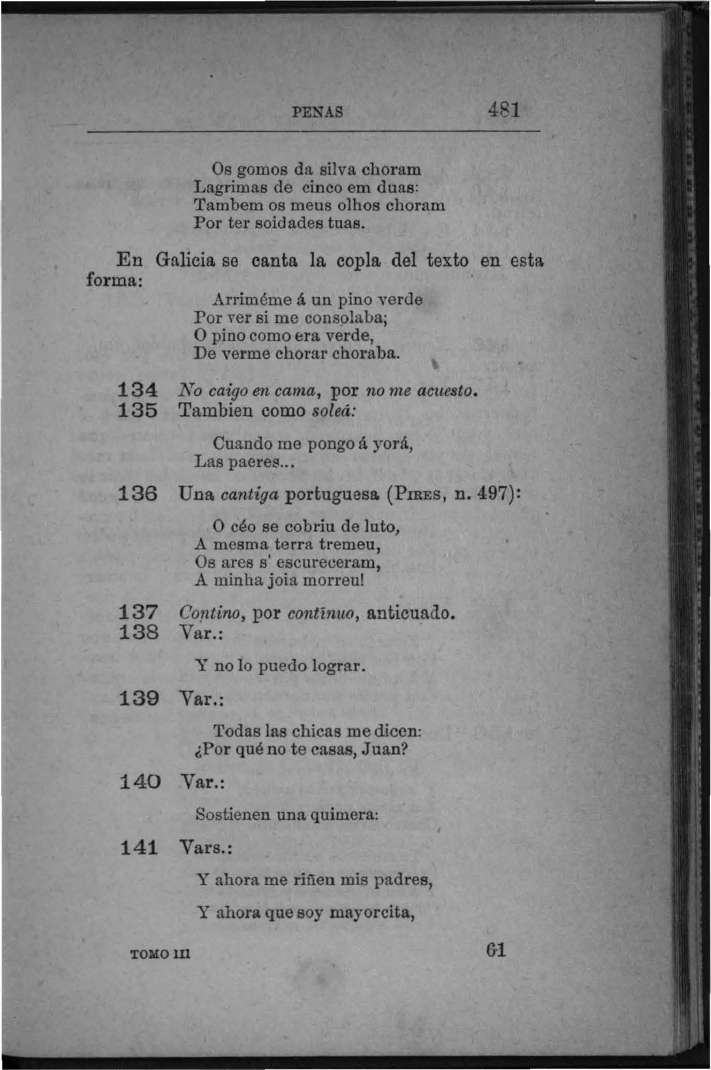 PENAS 481
Os gomos da silva choram
Lagrimas de cinco em duas:
Tambem os meus olhos choram
Por ter soidades tuas.
En Galicia se canta la copla del texto en esta
forma:
Arriméme á un pino verde
Por ver si me consolaba;
O pino como era verde,
De verme chorar choraba.
134 No caigo en cama, por no me acuesto.
135 Tambien como soleá:
Cuando me pongo á yorá,
Las paeres...
136 Una cantiga portuguesa (PIRES, n. 497):
O céo se cobriu de luto,
A mesma terra tremeu,
Os ares s' escureceram,
A minha joia morreu!
137 Contino, por contínuo, anticuado.
138 Var.:
Y no lo puedo lograr.
139 Var.:
Todas las chicas me dicen:
¿Por qué no te casas, Juan?
140 Var.:
Sostienen una quimera:
141 Vars.:
Y ahora me riñen mis padres,
Y ahora que soy mayorcita,
TOMO III 61